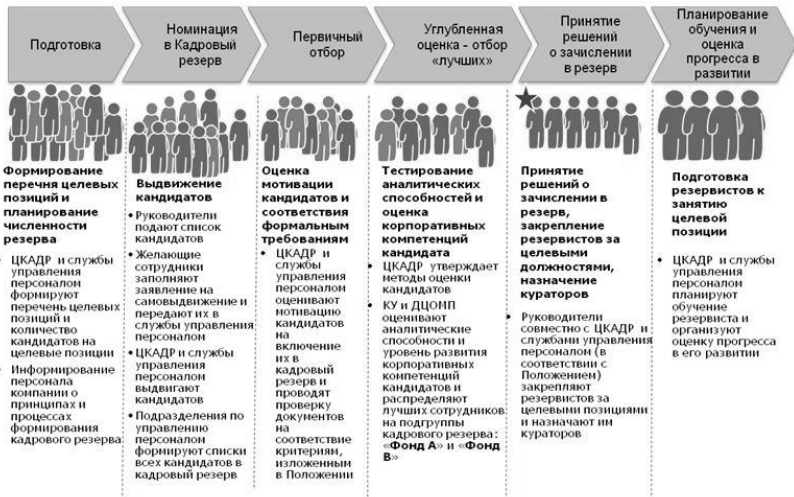 Подготовка
Номинация
в Кадровый
резерв
Первичный
отбор
Углубленная
оценка - отбор
«лучших»
Принятие
решений
о зачислении
в резерв
Планирование
обучения и
оценка
прогресса в
развитии
Формирование
перечня целевых
позиций и
планирование
численности
резерва
ЦКАДР и службы
управления
персоналом
формируют
перечень целевых
позиций и
количество
кандидатов на
целевые позиции
Информирование
персонала
компании о
принципах и
процессах
формирования
кадрового резерва
Выдвижение
кандидатов
• Руководители
подают список
кандидатов
• Желающие
сотрудники
заполняют
заявление на
самовыдвижение и
передают их в
службы управления
персоналом
• ЦКАДР и службы
управления
персоналом
выдвигают
кандидатов
• Подразделения по
управлению
персоналом
формируют списки
всех кандидатов в
кадровый резерв
Оценка
мотивации
кандидатов и
соответствия
формальным
требованиям
• ЦКАДР и
службы
управления
персоналом
оценивают
мотивацию
кандидатов
на
включение
их в
кадровый
резерв и
проводят
проверку
документов
на
соответствие
критериям,
изложенным
в Положении
Тестирование
аналитических
способностей и
оценка
корпоративных
компетенций
кандидата
• ЦКАДР утверждает
методы оценки
кандидатов
• КУ и ДЦОМП
оценивают
аналитические
способности и
уровень развития
корпоративных
компетенций
кандидатов и
распределяют
лучших сотрудников
на подгруппы
кадрового резерва:
«Фонд А» и «Фонд
В»
Принятие
решений о
зачислении в
резерв,
закрепление
резервистов за
целевыми
должностями,
назначение
кураторов
• Руководители
совместно с ЦКАДР и
службами управления
персоналом (в
соответствии с
Положением)
закрепляют
резервистов за
целевыми позициями
и назначают им
кураторов
Подготовка
резервистов к
занятию
целевой
позиции
• ЦКАДР и службы
управления
персоналом
планируют
обучение
резервиста и
организуют
оценку прогресса
в его развитии